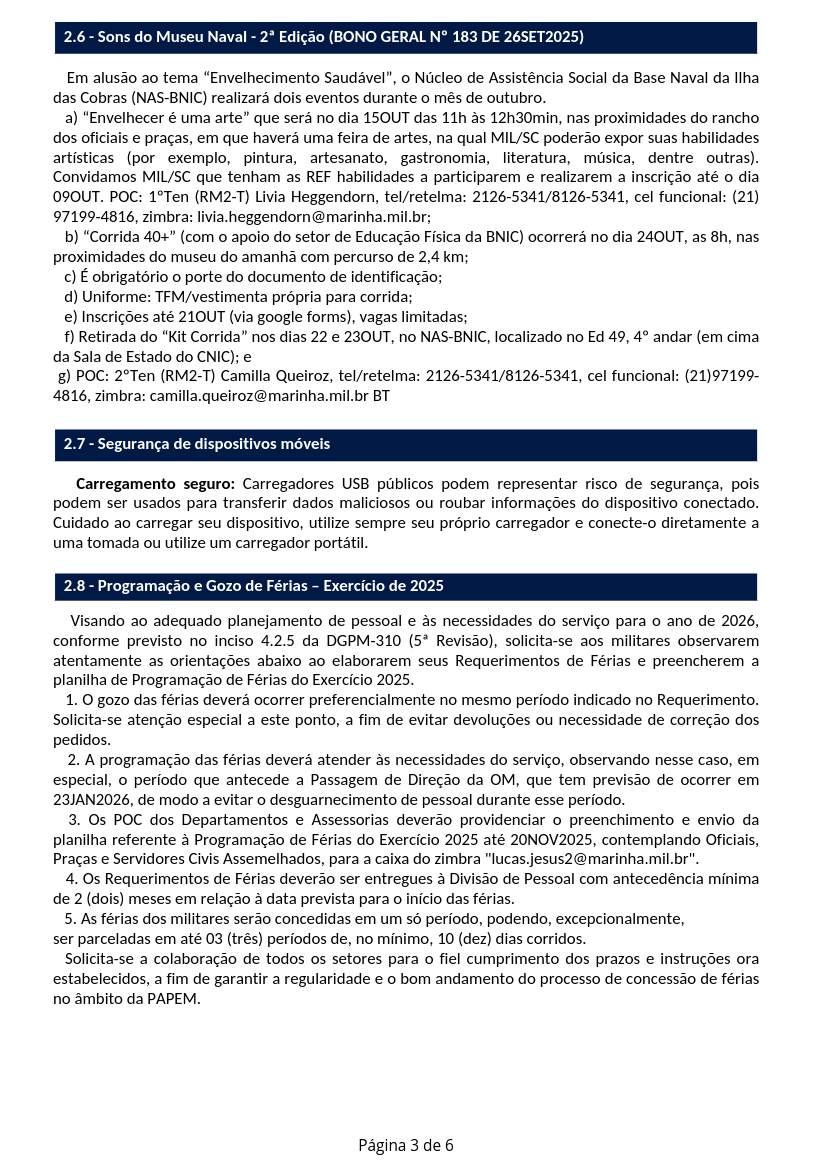 2.6 - Sons do Museu Naval - 2ª Edição (BONO GERAL Nº 183 DE 26SET2025)
Em alusão ao tema “Envelhecimento Saudável”, o Núcleo de Assistência Social da Base Naval da Ilha
das Cobras (NAS-BNIC) realizará dois eventos durante o mês de outubro.
a) “Envelhecer é uma arte” que será no dia 15OUT das 11h às 12h30min, nas proximidades do rancho
dos oficiais e praças, em que haverá uma feira de artes, na qual MIL/SC poderão expor suas habilidades
artísticas (por exemplo, pintura, artesanato, gastronomia, literatura, música, dentre outras).
Convidamos MIL/SC que tenham as REF habilidades a participarem e realizarem a inscrição até o dia
09OUT. POC: 1ºTen (RM2-T) Livia Heggendorn, tel/retelma: 2126-5341/8126-5341, cel funcional: (21)
97199-4816, zimbra: livia.heggendorn@marinha.mil.br;
b) “Corrida 40+” (com o apoio do setor de Educação Física da BNIC) ocorrerá no dia 24OUT, as 8h, nas
proximidades do museu do amanhã com percurso de 2,4 km;
c) É obrigatório o porte do documento de identificação;
d) Uniforme: TFM/vestimenta própria para corrida;
e) Inscrições até 21OUT (via google forms), vagas limitadas;
f) Retirada do “Kit Corrida” nos dias 22 e 23OUT, no NAS-BNIC, localizado no Ed 49, 4º andar (em cima
da Sala de Estado do CNIC); e
g) POC: 2ºTen (RM2-T) Camilla Queiroz, tel/retelma: 2126-5341/8126-5341, cel funcional: (21)97199-
4816, zimbra: camilla.queiroz@marinha.mil.br BT
2.7 - Segurança de dispositivos móveis
Carregamento seguro: Carregadores USB públicos podem representar risco de segurança, pois
podem ser usados para transferir dados maliciosos ou roubar informações do dispositivo conectado.
Cuidado ao carregar seu dispositivo, utilize sempre seu próprio carregador e conecte-o diretamente a
uma tomada ou utilize um carregador portátil.
2.8 - Programação e Gozo de Férias – Exercício de 2025
Visando ao adequado planejamento de pessoal e às necessidades do serviço para o ano de 2026,
conforme previsto no inciso 4.2.5 da DGPM-310 (5ª Revisão), solicita-se aos militares observarem
atentamente as orientações abaixo ao elaborarem seus Requerimentos de Férias e preencherem a
planilha de Programação de Férias do Exercício 2025.
1. O gozo das férias deverá ocorrer preferencialmente no mesmo período indicado no Requerimento.
Solicita-se atenção especial a este ponto, a fim de evitar devoluções ou necessidade de correção dos
pedidos.
2. A programação das férias deverá atender às necessidades do serviço, observando nesse caso, em
especial, o período que antecede a Passagem de Direção da OM, que tem previsão de ocorrer em
23JAN2026, de modo a evitar o desguarnecimento de pessoal durante esse período.
3. Os POC dos Departamentos e Assessorias deverão providenciar o preenchimento e envio da
planilha referente à Programação de Férias do Exercício 2025 até 20NOV2025, contemplando Oficiais,
Praças e Servidores Civis Assemelhados, para a caixa do zimbra "lucas.jesus2@marinha.mil.br".
4. Os Requerimentos de Férias deverão ser entregues à Divisão de Pessoal com antecedência mínima
de 2 (dois) meses em relação à data prevista para o início das férias.
5. As férias dos militares serão concedidas em um só período, podendo, excepcionalmente,
ser parceladas em até 03 (três) períodos de, no mínimo, 10 (dez) dias corridos.
Solicita-se a colaboração de todos os setores para o fiel cumprimento dos prazos e instruções ora
estabelecidos, a fim de garantir a regularidade e o bom andamento do processo de concessão de férias
no âmbito da PAPEM.
Página 3 de 6